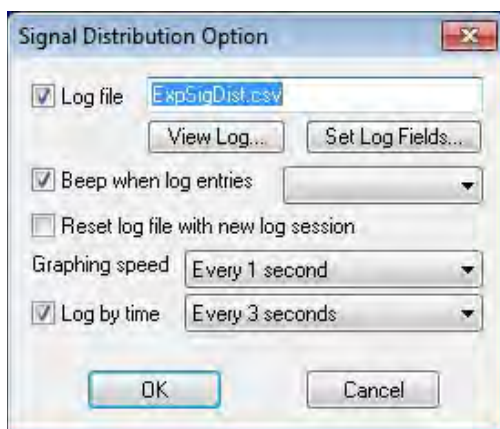 Signal Distribution Option
Log file ExpSigDist.csv
View Log... Set Log Fields...
Beep when log entries
Reset log file with new log session
Graphing speed Every 1 second
Log by time Every 3 seconds
OK Cancel